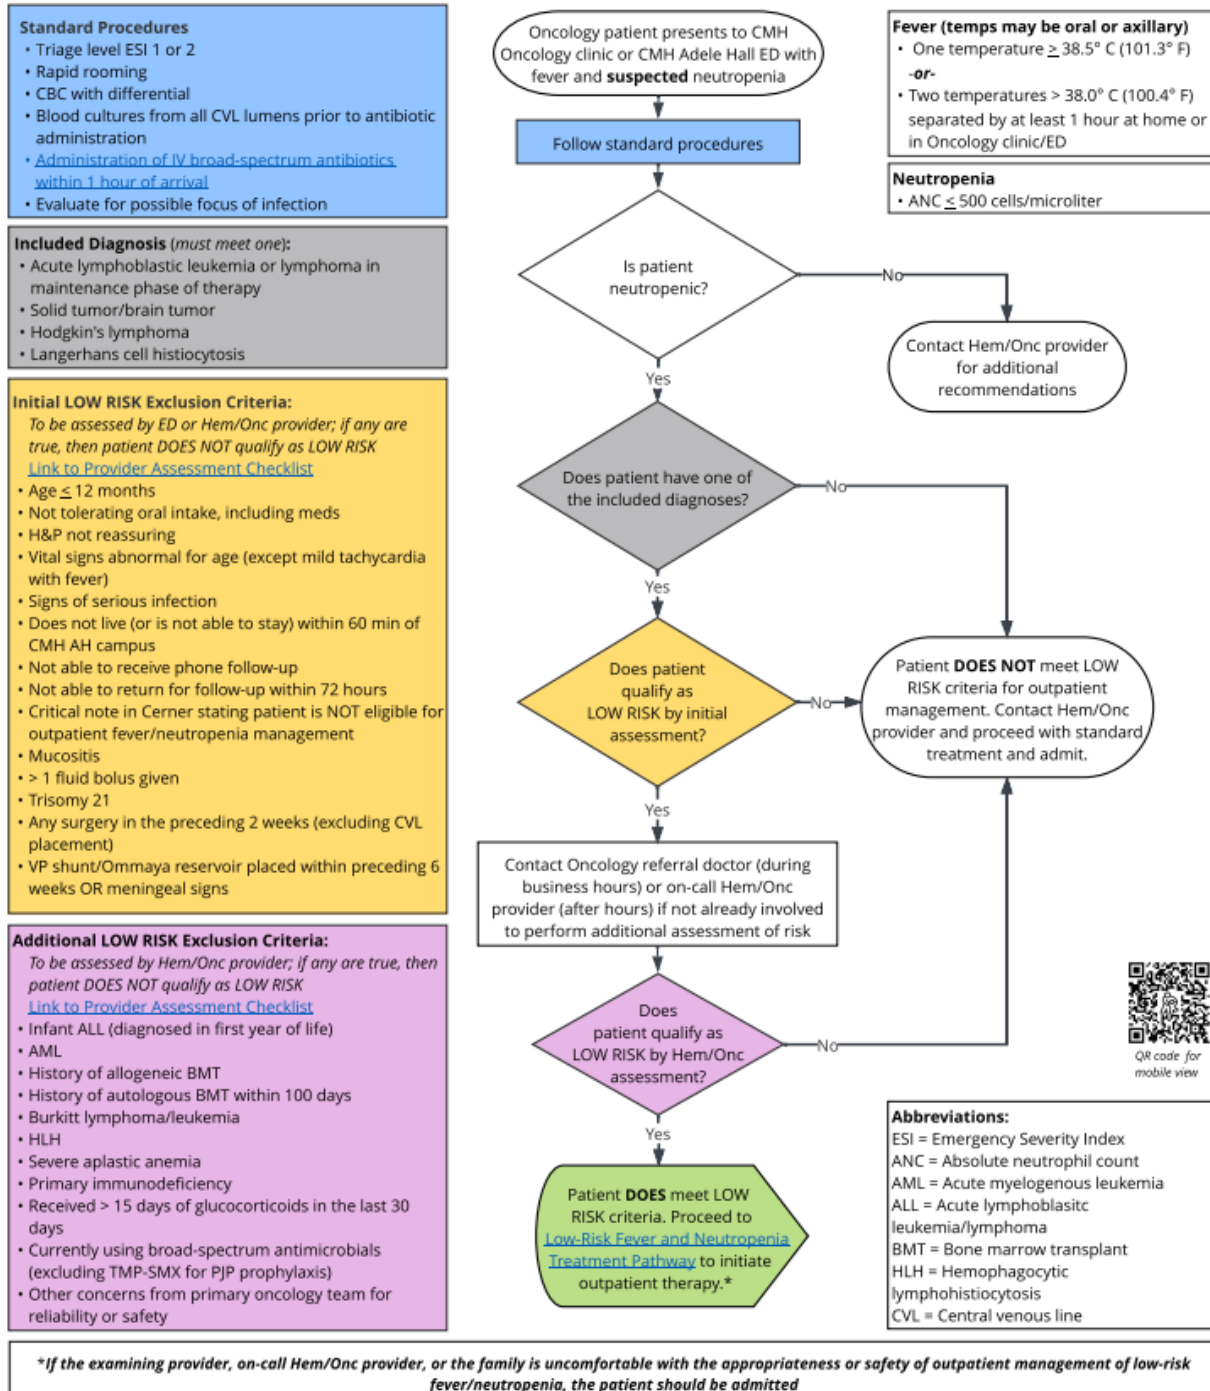 Standard Procedures
• Triage level ESI 1 or 2
• Rapid rooming
• CBC with differential
• Blood cultures from all CVL lumens prior to antibiotic
administration
• Administration of IV broad-spectrum antibiotics
within 1 hour of arrival
• Evaluate for possible focus of infection
Included Diagnosis (must meet one):
• Acute lymphoblastic leukemia or lymphoma in
maintenance phase of therapy
• Solid tumor/brain tumor
• Hodgkin's lymphoma
• Langerhans cell histiocytosis
Initial LOW RISK Exclusion Criteria:
To be assessed by ED or Hem/Onc provider; if any are
true, then patient DOES NOT qualify as LOW RISK
Link to Provider Assessment Checklist
• Age ≤ 12 months
• Not tolerating oral intake, including meds
• H&P not reassuring
• Vital signs abnormal for age (except mild tachycardia
with fever)
• Signs of serious infection
• Does not live (or is not able to stay) within 60 min of
CMH AH campus
• Not able to receive phone follow-up
• Not able to return for follow-up within 72 hours
• Critical note in Cerner stating patient is NOT eligible for
outpatient fever/neutropenia management
• Mucositis
• > 1 fluid bolus given
• Trisomy 21
• Any surgery in the preceding 2 weeks (excluding CVL
placement)
• VP shunt/Ommaya reservoir placed within preceding 6
weeks OR meningeal signs
Additional LOW RISK Exclusion Criteria:
To be assessed by Hem/Onc provider; if any are true, then
patient DOES NOT qualify as LOW RISK
Link to Provider Assessment Checklist
• Infant ALL (diagnosed in first year of life)
• AML
• History of allogeneic BMT
• History of autologous BMT within 100 days
• Burkitt lymphoma/leukemia
• HLH
• Severe aplastic anemia
• Primary immunodeficiency
• Received > 15 days of glucocorticoids in the last 30
days
• Currently using broad-spectrum antimicrobials
(excluding TMP-SMX for PJP prophylaxis)
• Other concerns from primary oncology team for
reliability or safety
Oncology patient presents to CMH
Oncology clinic or CMH Adele Hall ED with
fever and suspected neutropenia
Follow standard procedures
Is patient
neutropenic?
No
Contact Hem/Onc provider
for additional
recommendations
Yes
Does patient have one of
the included diagnoses?
No
Yes
Does patient
qualify as
LOW RISK by initial
assessment?
No
Patient DOES NOT meet LOW
RISK criteria for outpatient
management. Contact Hem/Onc
provider and proceed with standard
treatment and admit.
Yes
Contact Oncology referral doctor (during
business hours) or on-call Hem/Onc
provider (after hours) if not already involved
to perform additional assessment of risk
Does
patient qualify as
LOW RISK by Hem/Onc
assessment?
No
Yes
Patient DOES meet LOW
RISK criteria. Proceed to
Low-Risk Fever and Neutropenia
Treatment Pathway to initiate
outpatient therapy.*
Fever (temps may be oral or axillary)
• One temperature ≥ 38.5° C (101.3° F)
-or-
• Two temperatures > 38.0° C (100.4° F)
separated by at least 1 hour at home or
in Oncology clinic/ED
Neutropenia
• ANC ≤ 500 cells/microliter
QR code for
mobile view
Abbreviations:
ESI = Emergency Severity Index
ANC = Absolute neutrophil count
AML = Acute myelogenous leukemia
ALL = Acute lymphoblasitc
leukemia/lymphoma
BMT = Bone marrow transplant
HLH = Hemophagocytic
lymphohistiocytosis
CVL = Central venous line
*If the examining provider, on-call Hem/Onc provider, or the family is uncomfortable with the appropriateness or safety of outpatient management of low-risk
fever/neutropenia, the patient should be admitted